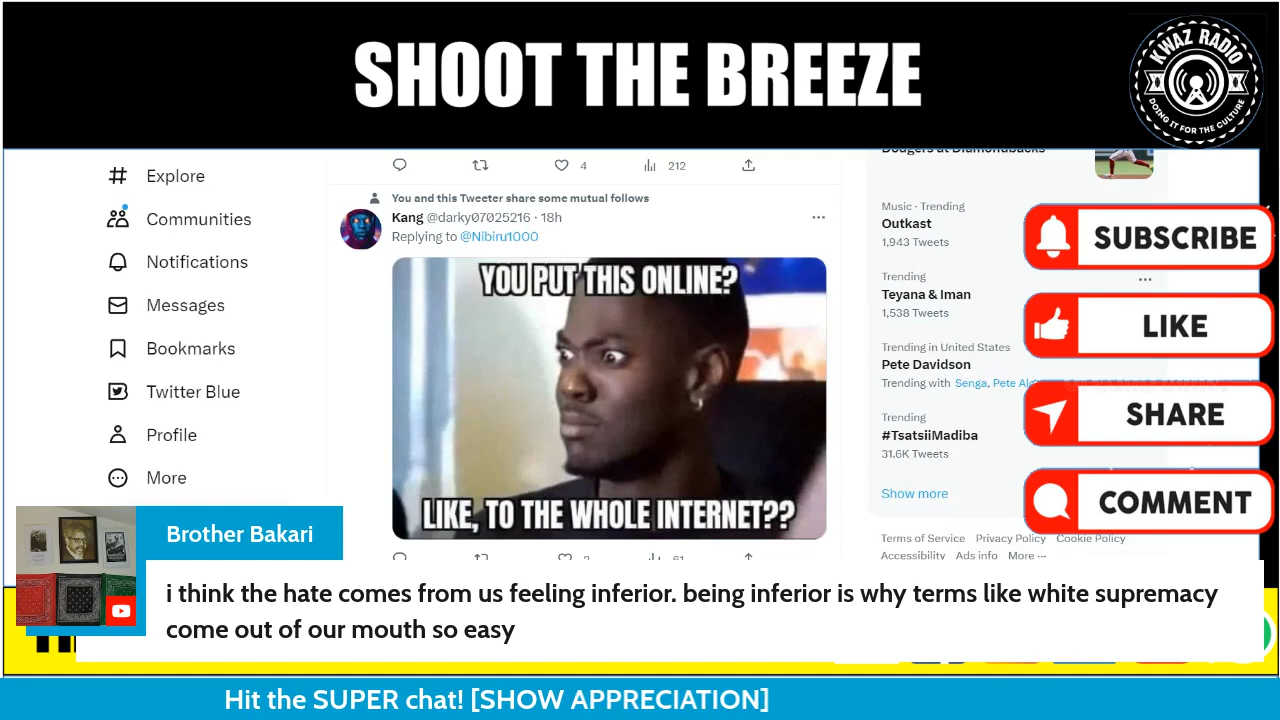 SHOOT THE BREEZE
KWAZ RADIO
DOING IT FOR THE CULTURE
Explore
Communities
Notifications
Messages
Bookmarks
Twitter Blue
Profile
More
4
212
You and this Tweeter share some mutual follows
Kang @darky07025216 · 18h
Replying to @Nibiru1000
YOU PUT THIS ONLINE?
LIKE, TO THE WHOLE INTERNET??
2
61
Dodgers at Diamondbacks
Music · Trending
Outkast
1,943 Tweets
Trending
Teyana & Iman
1,538 Tweets
Trending in United States
Pete Davidson
Trending with Senga, Pete
Trending
#TsatsiiMadiba
31.6K Tweets
Show more
Terms of Service Privacy Policy Cookie Policy
Accessibility Ads info More ...
SUBSCRIBE
LIKE
SHARE
COMMENT
Brother Bakari
i think the hate comes from us feeling inferior. being inferior is why terms like white supremacy
come out of our mouth so easy
Hit the SUPER chat! [SHOW APPRECIATION]